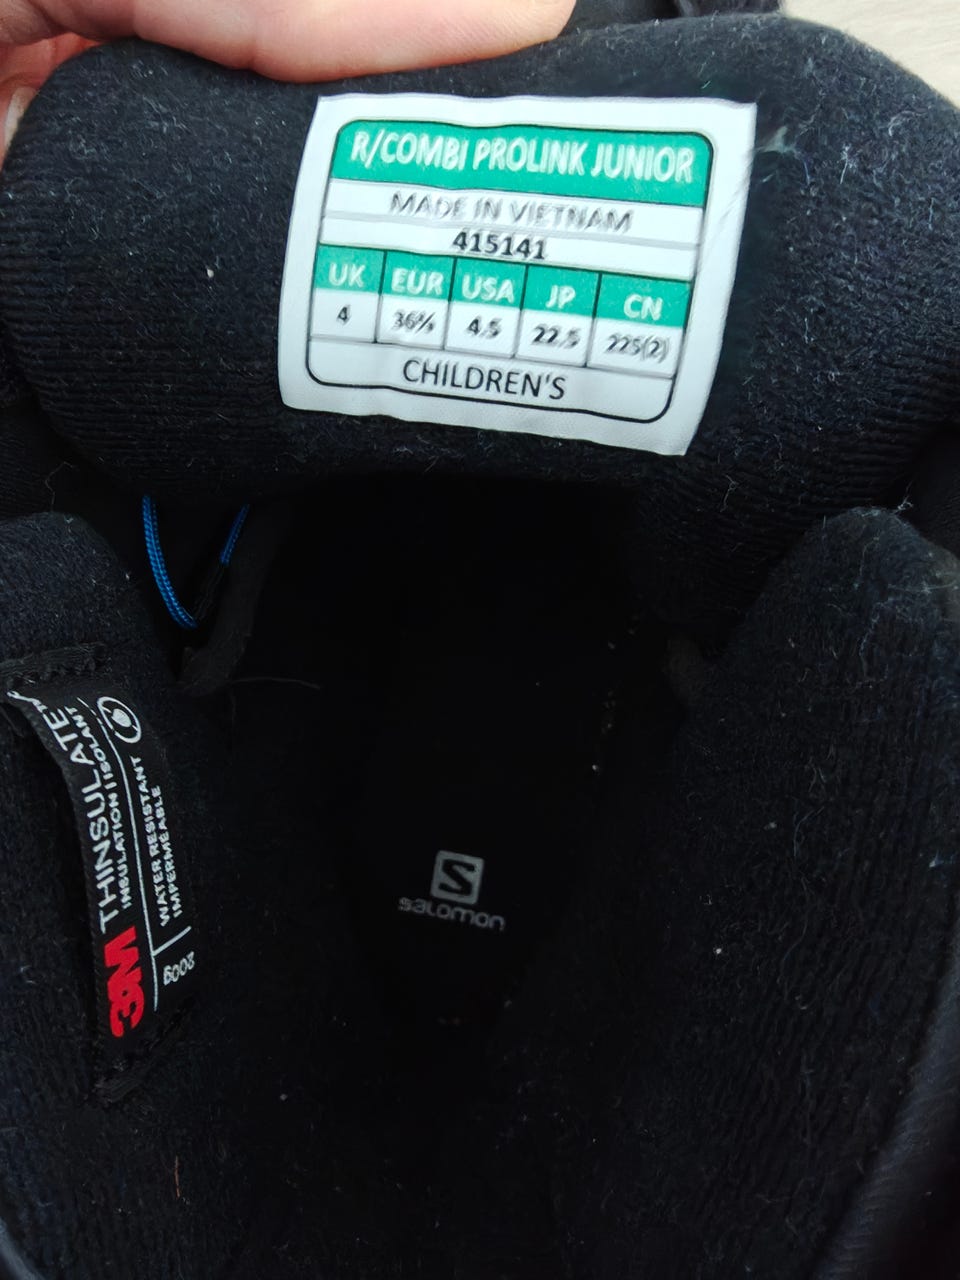 R/COMBI PROLINK JUNIOR
MADE IN VIETNAM
415141
UK EUR USA JP CN
4 36⅔ 4.5 22.5 225(2)
CHILDREN'S
3M THINSULATE
INSULATION | ISOLANT
WATER RESISTANT
IMPERMÉABLE
200g
S
salomon